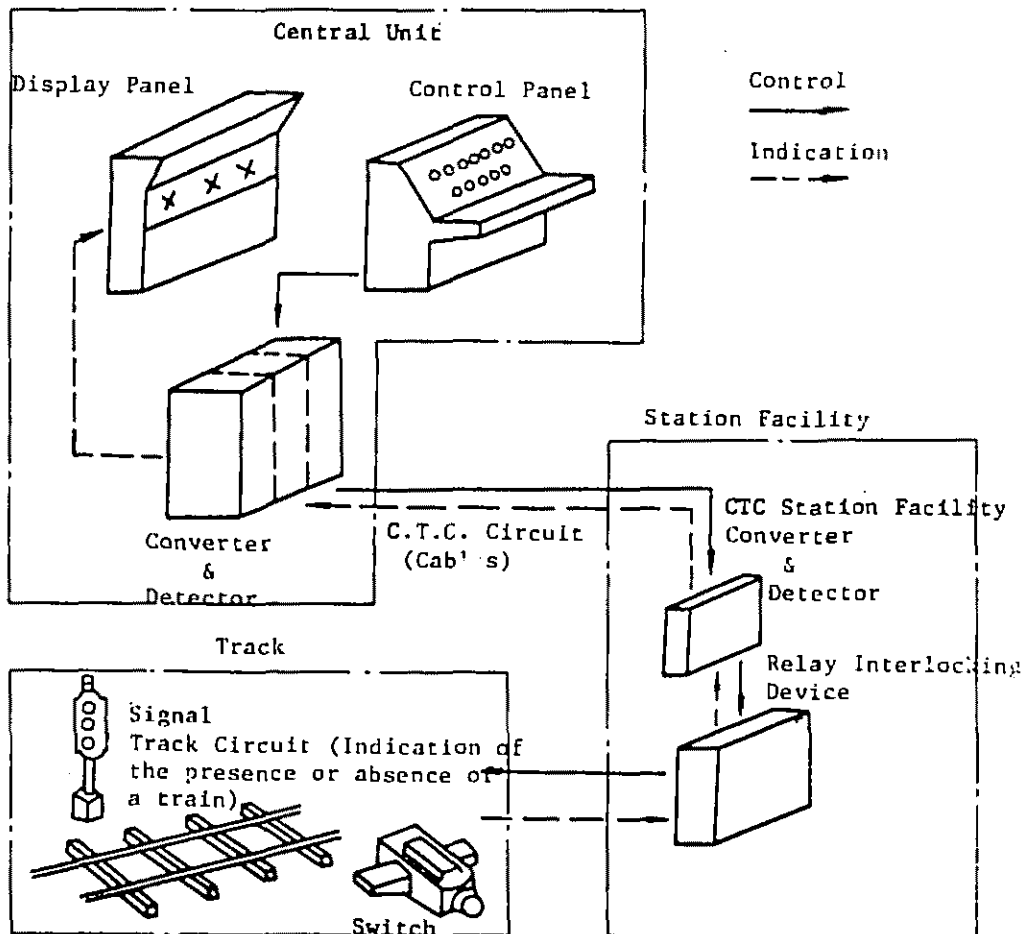 Central Unit
Display Panel
Control Panel
Control
Indication
Converter
&
Detector
C.T.C. Circuit
(Cab's)
Station Facility
CTC Station Facility
Converter
&
Detector
Relay Interlocking
Device
Track
Signal
Track Circuit (Indication of
the presence or absence of
a train)
Switch